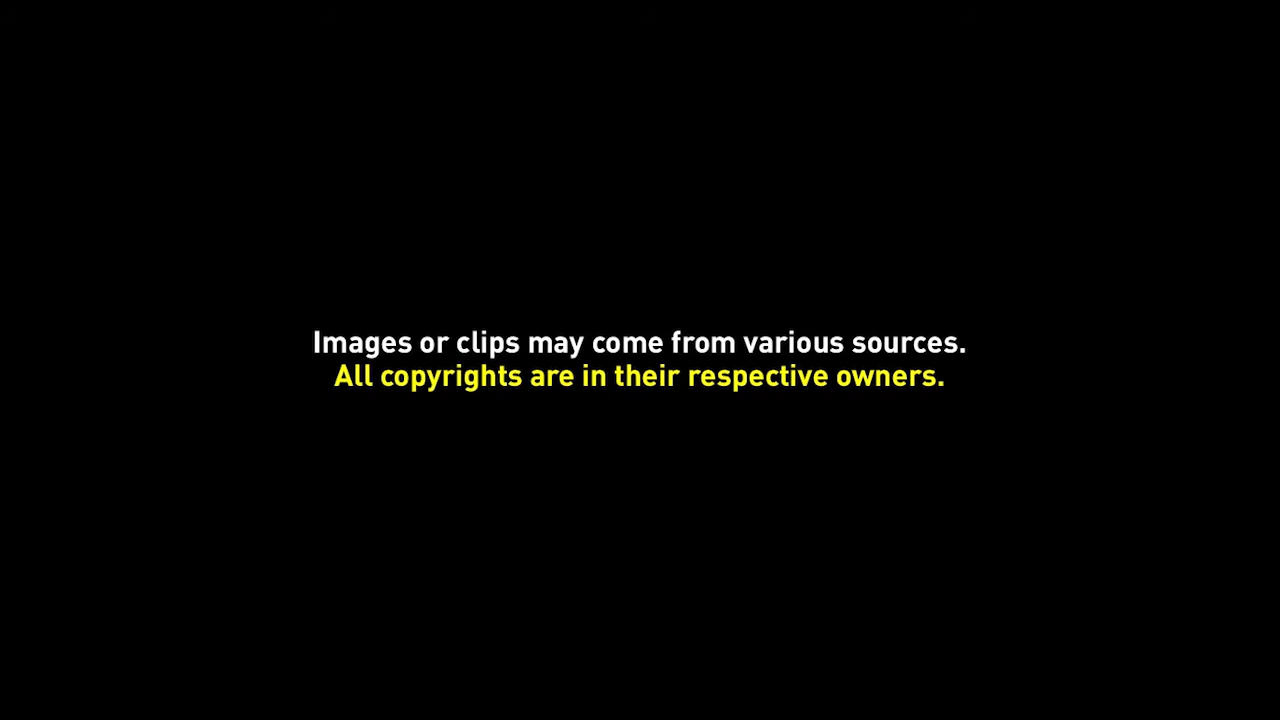 Images or clips may come from various sources.
All copyrights are in their respective owners.